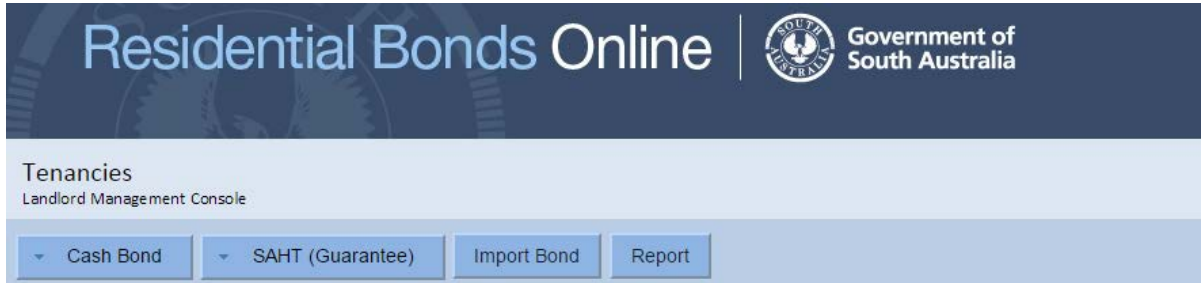 Residential Bonds Online
SOUTH
AUSTRALIA
Government of
South Australia
Tenancies
Landlord Management Console
Cash Bond
SAHT (Guarantee)
Import Bond
Report